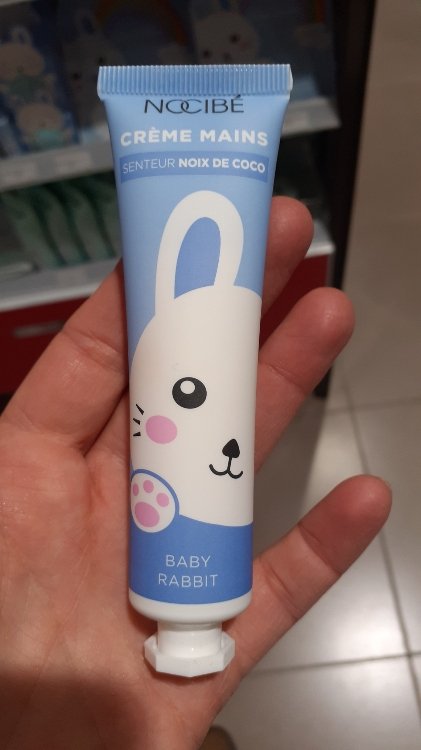 NOCIBÉ
CRÈME MAINS
SENTEUR NOIX DE COCO
BABY
RABBIT